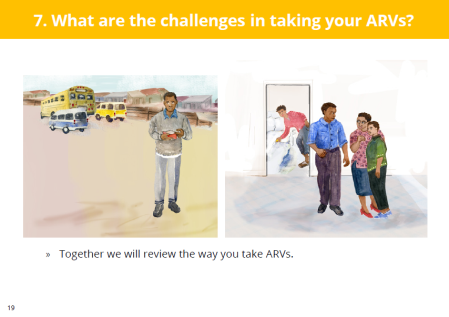 7. What are the challenges in taking your ARVs?
» Together we will review the way you take ARVs.
19